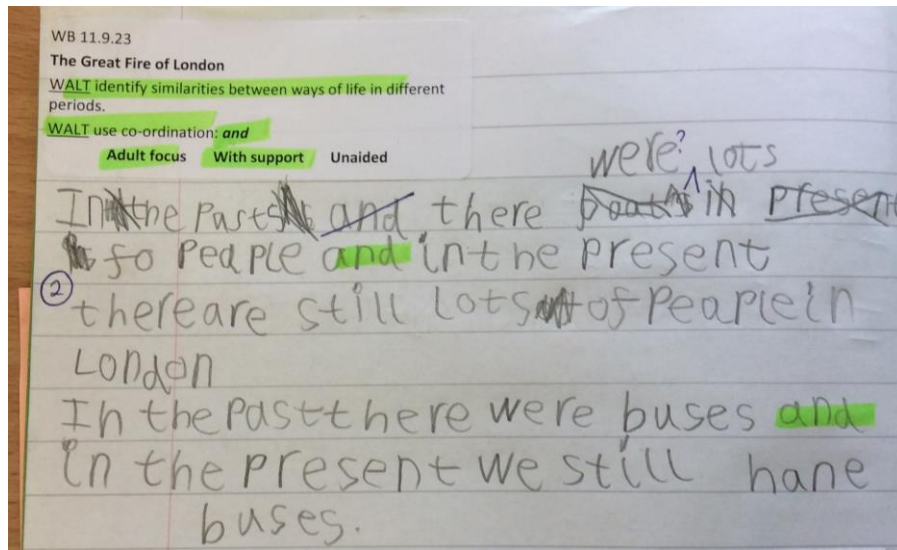 WB 11.9.23
The Great Fire of London
WALT identify similarities between ways of life in different
periods.
WALT use co-ordination: and
Adult focus With support Unaided
were? lots
In the past and there in present
fo peaple and in the present
2
there are still lots of peaple in
London
In the past there were buses and
in the present we still hane
buses.